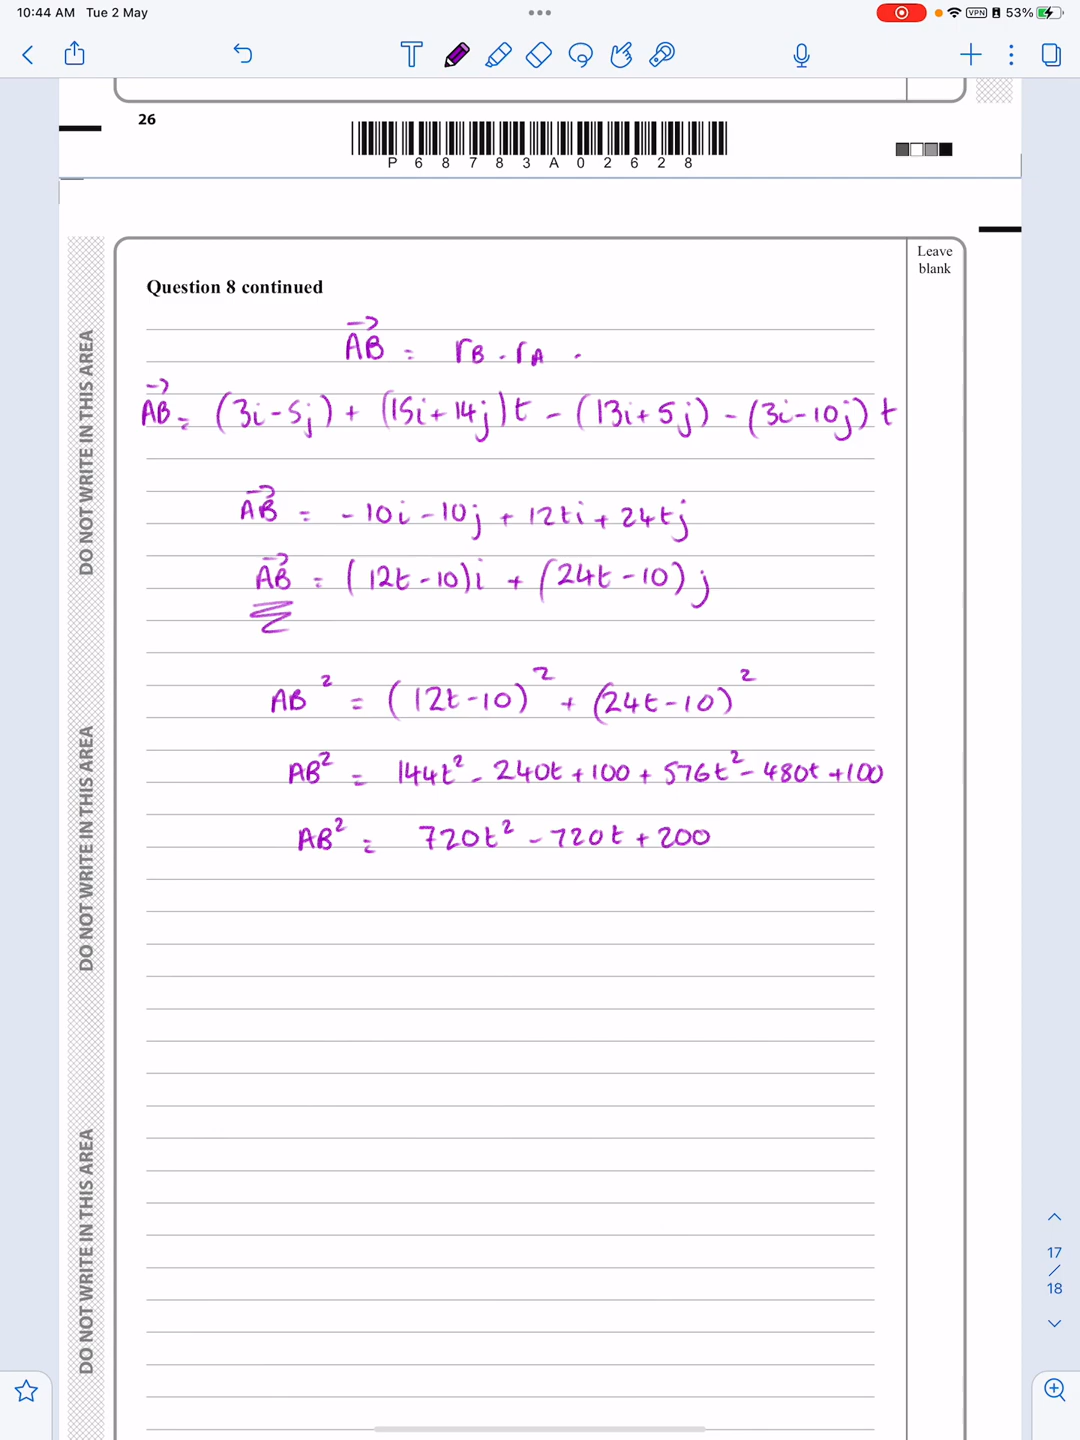 10:44 AM Tue 2 May
VPN 53%
T
26
P 6 8 7 8 3 A 0 2 6 2 8
Leave
blank
Question 8 continued
DO NOT WRITE IN THIS AREA
DO NOT WRITE IN THIS AREA
DO NOT WRITE IN THIS AREA
→AB = rB - rA .
→AB = (3i-5j) + (15i+14j)t - (13i+5j) - (3i-10j)t
→AB = -10i-10j + 12ti + 24tj
→AB = (12t-10)i + (24t-10)j
AB² = (12t-10)² + (24t-10)²
AB² = 144t² - 240t + 100 + 576t² - 480t + 100
AB² = 720t² - 720t + 200
17
/
18